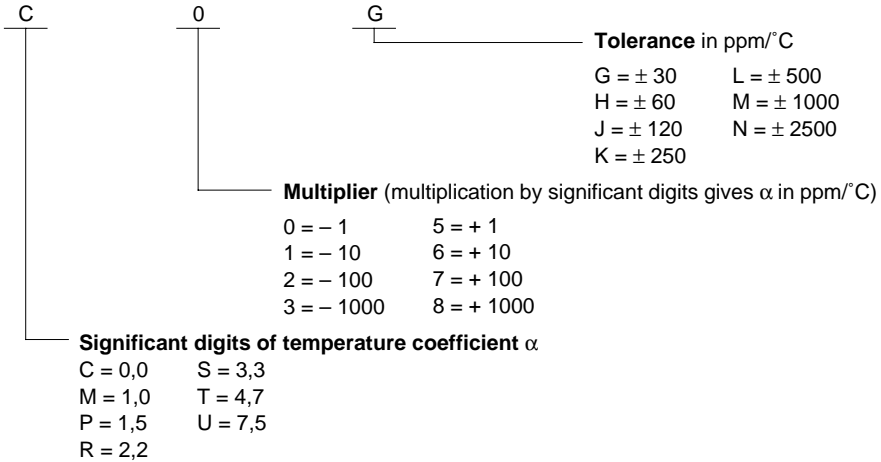 C 0 G
Tolerance in ppm/˚C
G = ± 30 L = ± 500
H = ± 60 M = ± 1000
J = ± 120 N = ± 2500
K = ± 250
Multiplier (multiplication by significant digits gives α in ppm/˚C)
0 = – 1 5 = + 1
1 = – 10 6 = + 10
2 = – 100 7 = + 100
3 = – 1000 8 = + 1000
Significant digits of temperature coefficient α
C = 0,0 S = 3,3
M = 1,0 T = 4,7
P = 1,5 U = 7,5
R = 2,2